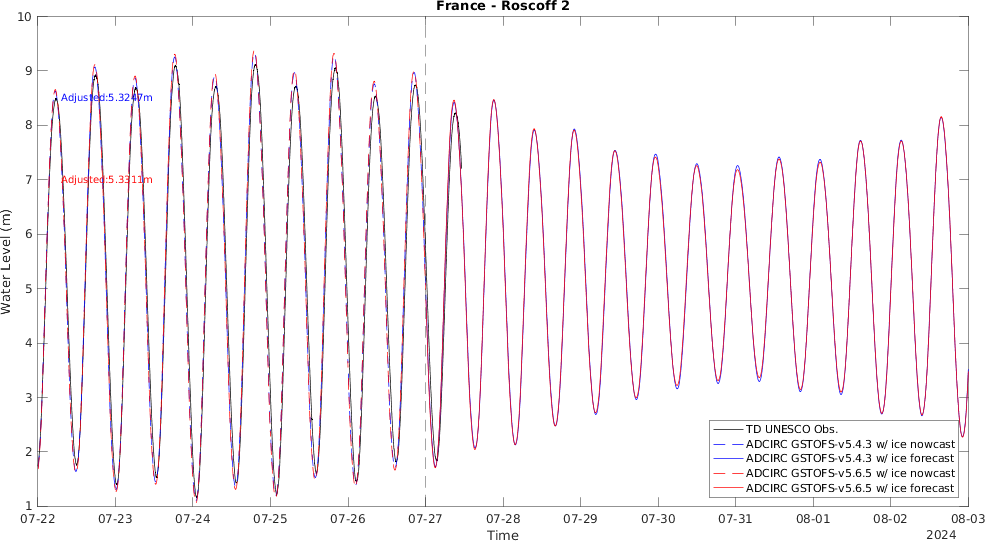 France - Roscoff 2
10
9
8
7
6
5
4
3
2
1
Water Level (m)
Adjusted:5.3247m
Adjusted:5.3311m
TD UNESCO Obs.
ADCIRC GSTOFS-v5.4.3 w/ ice nowcast
ADCIRC GSTOFS-v5.4.3 w/ ice forecast
ADCIRC GSTOFS-v5.6.5 w/ ice nowcast
ADCIRC GSTOFS-v5.6.5 w/ ice forecast
07-22 07-23 07-24 07-25 07-26 07-27 07-28 07-29 07-30 07-31 08-01 08-02 08-03
Time
2024